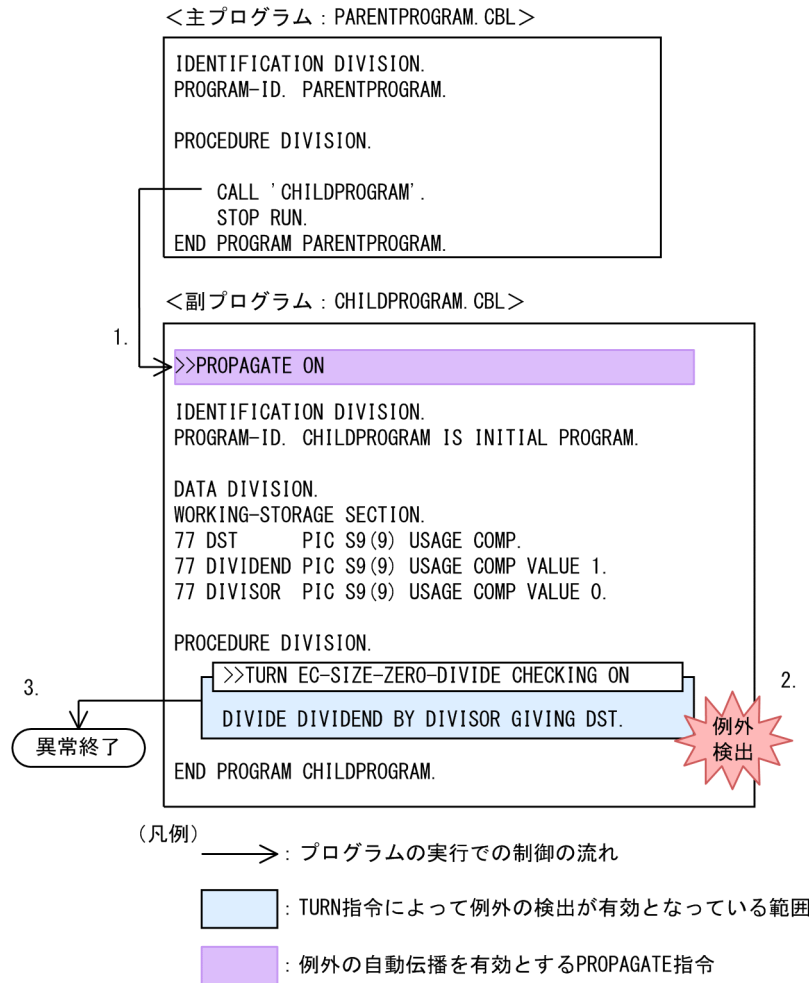 ＜主プログラム：PARENTPROGRAM.CBL＞
IDENTIFICATION DIVISION.
PROGRAM-ID. PARENTPROGRAM.
PROCEDURE DIVISION.
CALL 'CHILDPROGRAM'.
STOP RUN.
END PROGRAM PARENTPROGRAM.
＜副プログラム：CHILDPROGRAM.CBL＞
1.
>>PROPAGATE ON
IDENTIFICATION DIVISION.
PROGRAM-ID. CHILDPROGRAM IS INITIAL PROGRAM.
DATA DIVISION.
WORKING-STORAGE SECTION.
77 DST      PIC S9(9) USAGE COMP.
77 DIVIDEND PIC S9(9) USAGE COMP VALUE 1.
77 DIVISOR  PIC S9(9) USAGE COMP VALUE 0.
PROCEDURE DIVISION.
>>TURN EC-SIZE-ZERO-DIVIDE CHECKING ON
2.
3.
DIVIDE DIVIDEND BY DIVISOR GIVING DST.
例外
検出
異常終了
END PROGRAM CHILDPROGRAM.
（凡例）
：プログラムの実行での制御の流れ
：TURN指令によって例外の検出が有効となっている範囲
：例外の自動伝播を有効とするPROPAGATE指令